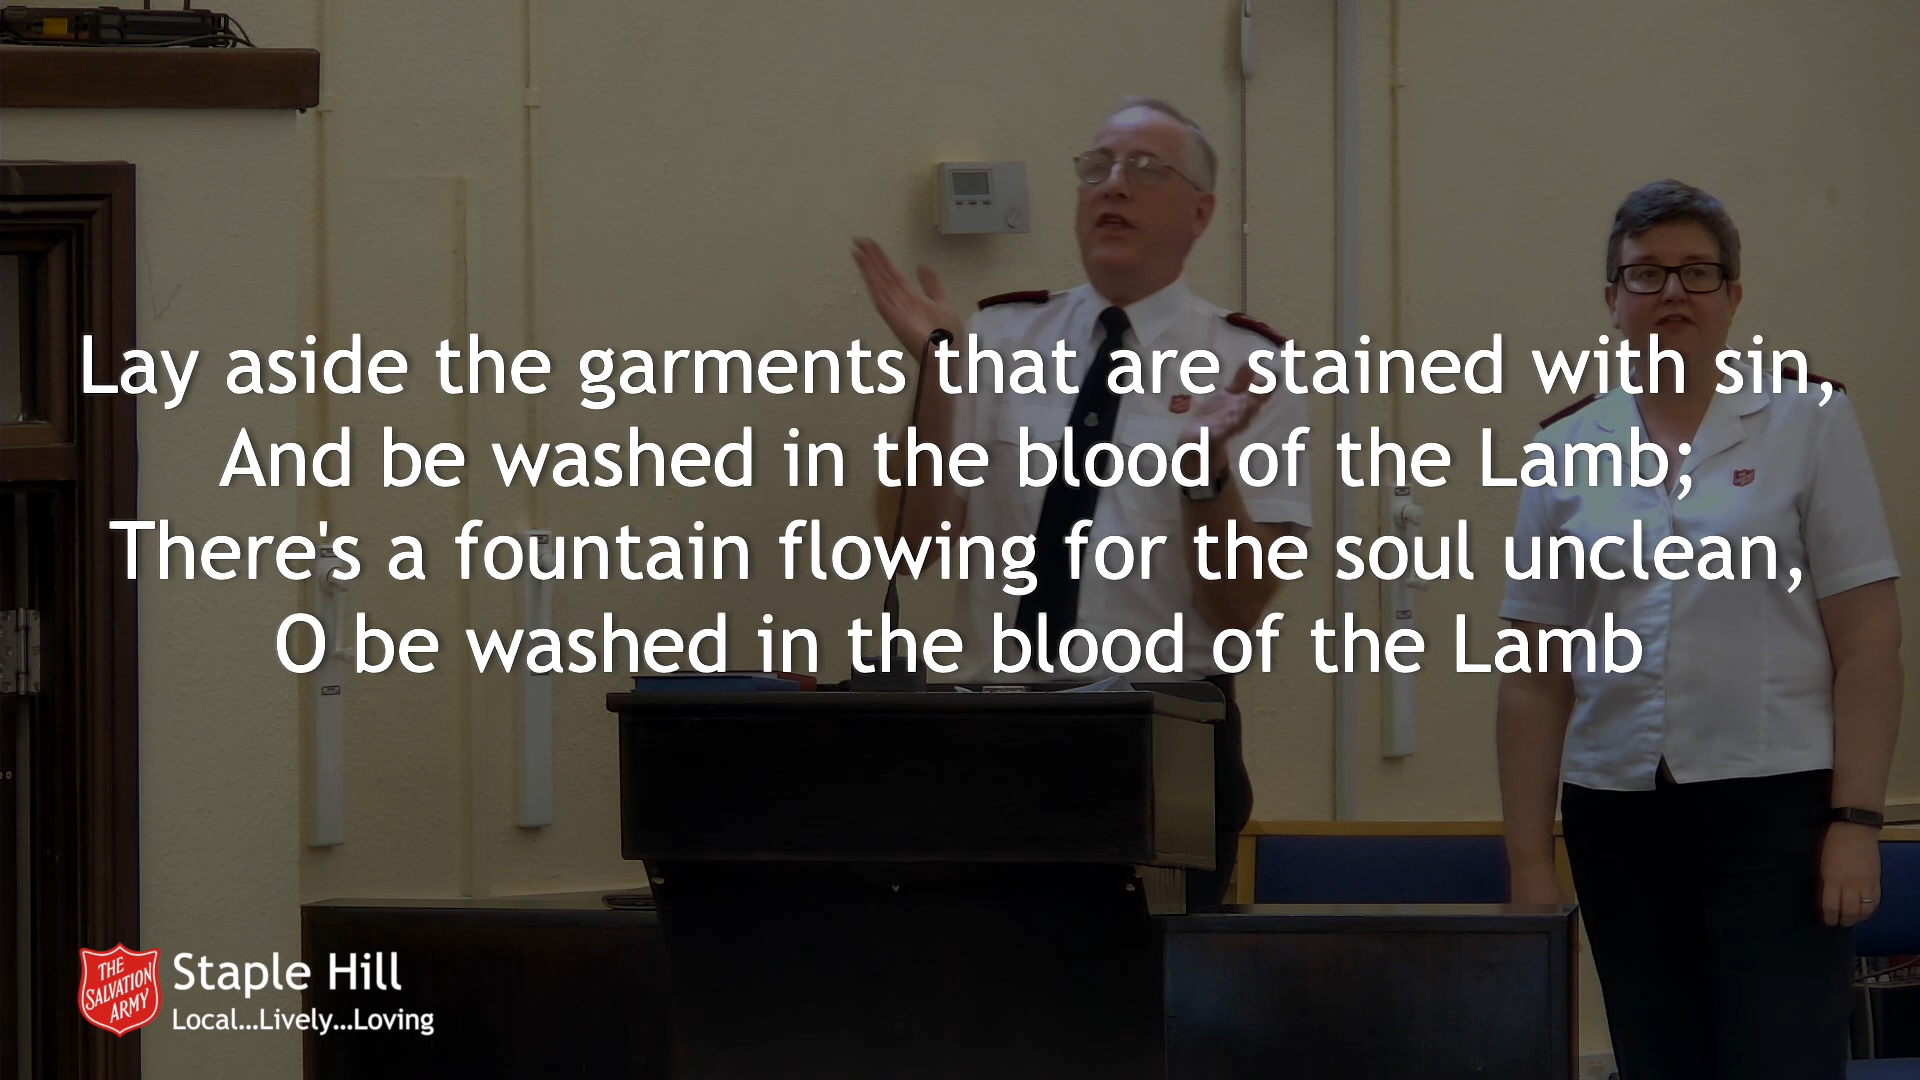 Lay aside the garments that are stained with sin,
And be washed in the blood of the Lamb;
There's a fountain flowing for the soul unclean,
O be washed in the blood of the Lamb
THE
SALVATION
ARMY
Staple Hill
Local...Lively...Loving